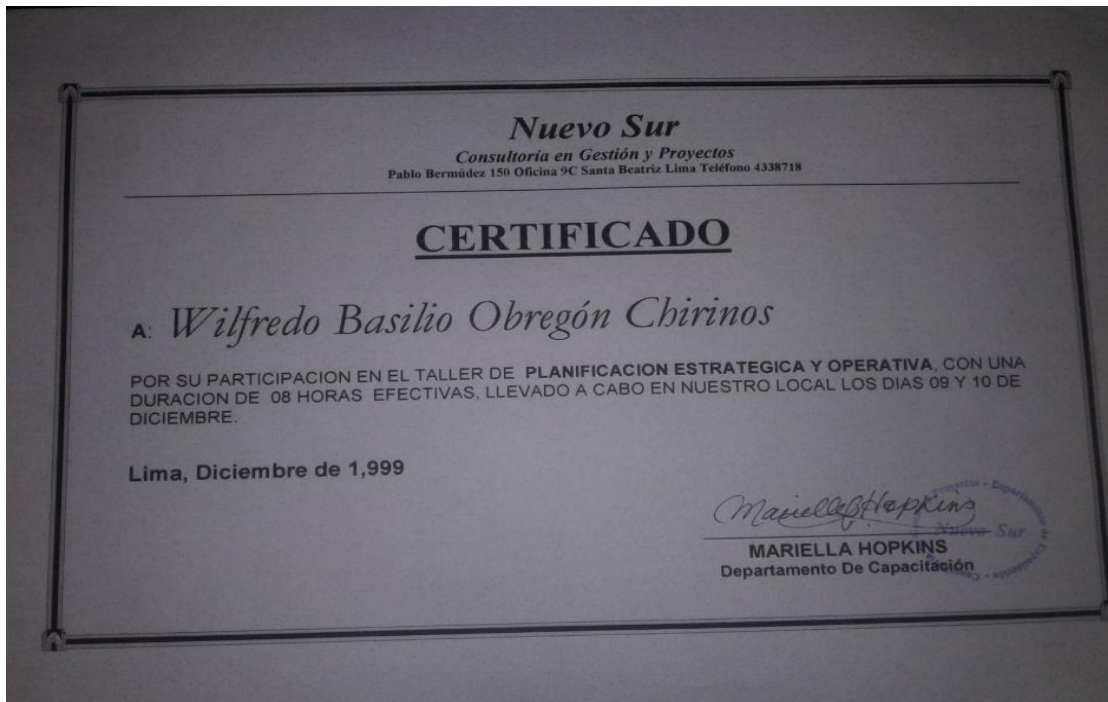 Nuevo Sur
Consultoría en Gestión y Proyectos
Pablo Bermúdez 150 Oficina 9C Santa Beatriz Lima Teléfono 4338718
CERTIFICADO
A: Wilfredo Basilio Obregón Chirinos
POR SU PARTICIPACION EN EL TALLER DE PLANIFICACION ESTRATEGICA Y OPERATIVA, CON UNA
DURACION DE 08 HORAS EFECTIVAS, LLEVADO A CABO EN NUESTRO LOCAL LOS DIAS 09 Y 10 DE
DICIEMBRE.
Lima, Diciembre de 1,999
Mariella Hopkins
Nuevo Sur
MARIELLA HOPKINS
Departamento De Capacitación